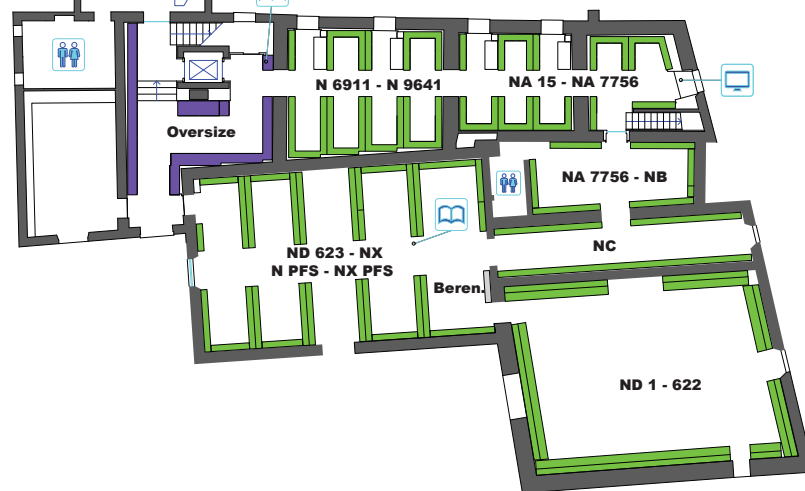 N 6911 - N 9641
NA 15 - NA 7756
Oversize
NA 7756 - NB
ND 623 - NX
N PFS - NX PFS
NC
Beren.
ND 1 - 622